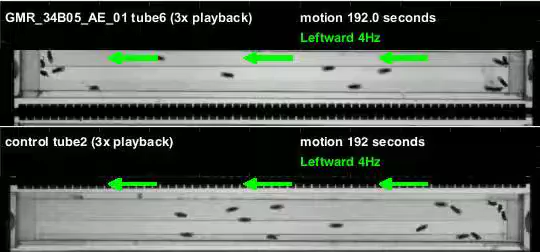 GMR_34B05_AE_01 tube6 (3x playback)
motion 192.0 seconds
Leftward 4Hz
control tube2 (3x playback)
motion 192 seconds
Leftward 4Hz